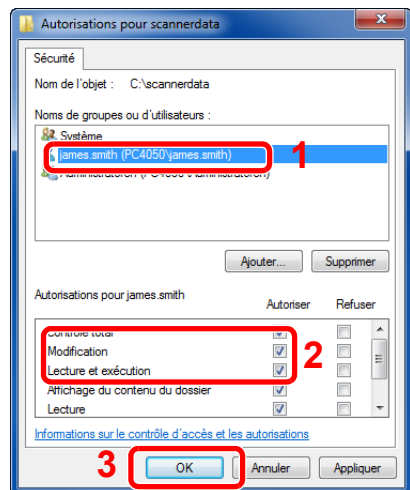 Autorisations pour scannerdata
Sécurité
Nom de l'objet : C:\scannerdata
Noms de groupes ou d'utilisateurs :
Système
james.smith (PC4050\james.smith) 1
Ajouter... Supprimer
Autorisations pour james.smith Autoriser Refuser
Contrôle total
Modification
Lecture et exécution 2
Affichage du contenu du dossier
Lecture
Informations sur le contrôle d'accès et les autorisations
3 OK Annuler Appliquer